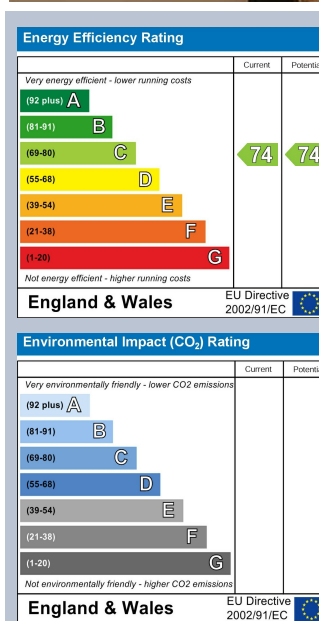 Energy Efficiency Rating
Current Potentia
Very energy efficient - lower running costs
(92 plus) A
(81-91) B
(69-80) C 74 74
(55-68) D
(39-54) E
(21-38) F
(1-20) G
Not energy efficient - higher running costs
England & Wales EU Directive 2002/91/EC
Environmental Impact (CO₂) Rating
Current Potentia
Very environmentally friendly - lower CO2 emissions
(92 plus) A
(81-91) B
(69-80) C
(55-68) D
(39-54) E
(21-38) F
(1-20) G
Not environmentally friendly - higher CO2 emissions
England & Wales EU Directive 2002/91/EC